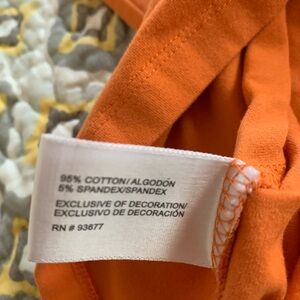 95% COTTON/ALGODÓN
5% SPANDEX/SPANDEX
EXCLUSIVE OF DECORATION/
EXCLUSIVO DE DECORACIÓN
RN # 93677